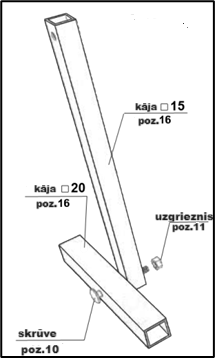 kāja □ 15
poz.16
kāja □ 20
poz.16
uzgrieznis
poz.11
skrūve
poz.10